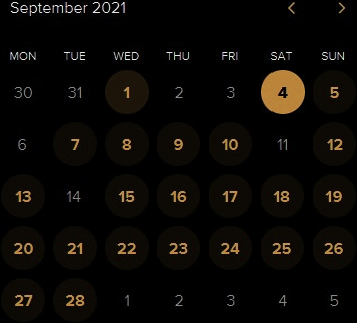 September 2021
MON TUE WED THU FRI SAT SUN
30 31 1 2 3 4 5
6 7 8 9 10 11 12
13 14 15 16 17 18 19
20 21 22 23 24 25 26
27 28 1 2 3 4 5